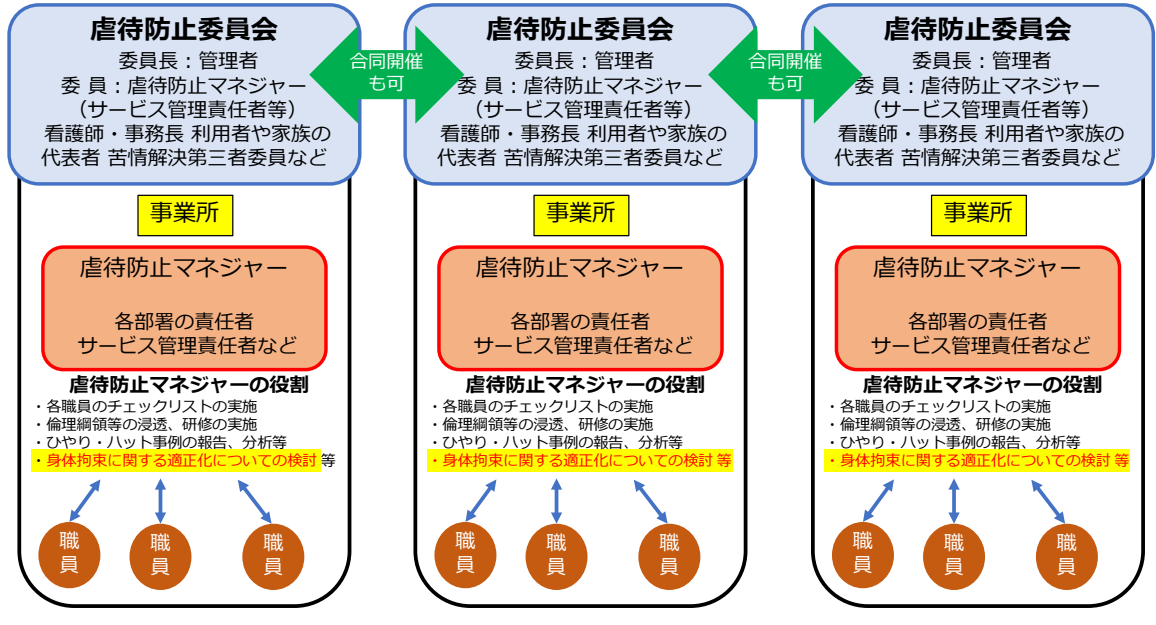 虐待防止委員会
委員長：管理者
委 員：虐待防止マネジャー
（サービス管理責任者等）
看護師・事務長 利用者や家族の
代表者 苦情解決第三者委員など
合同開催
も可
虐待防止委員会
委員長：管理者
委 員：虐待防止マネジャー
（サービス管理責任者等）
看護師・事務長 利用者や家族の
代表者 苦情解決第三者委員など
合同開催
も可
虐待防止委員会
委員長：管理者
委 員：虐待防止マネジャー
（サービス管理責任者等）
看護師・事務長 利用者や家族の
代表者 苦情解決第三者委員など
事業所
虐待防止マネジャー
各部署の責任者
サービス管理責任者など
虐待防止マネジャーの役割
・各職員のチェックリストの実施
・倫理綱領等の浸透、研修の実施
・ひやり・ハット事例の報告、分析等
・身体拘束に関する適正化についての検討 等
職
員
職
員
職
員
事業所
虐待防止マネジャー
各部署の責任者
サービス管理責任者など
虐待防止マネジャーの役割
・各職員のチェックリストの実施
・倫理綱領等の浸透、研修の実施
・ひやり・ハット事例の報告、分析等
・身体拘束に関する適正化についての検討 等
職
員
職
員
職
員
事業所
虐待防止マネジャー
各部署の責任者
サービス管理責任者など
虐待防止マネジャーの役割
・各職員のチェックリストの実施
・倫理綱領等の浸透、研修の実施
・ひやり・ハット事例の報告、分析等
・身体拘束に関する適正化についての検討 等
職
員
職
員
職
員